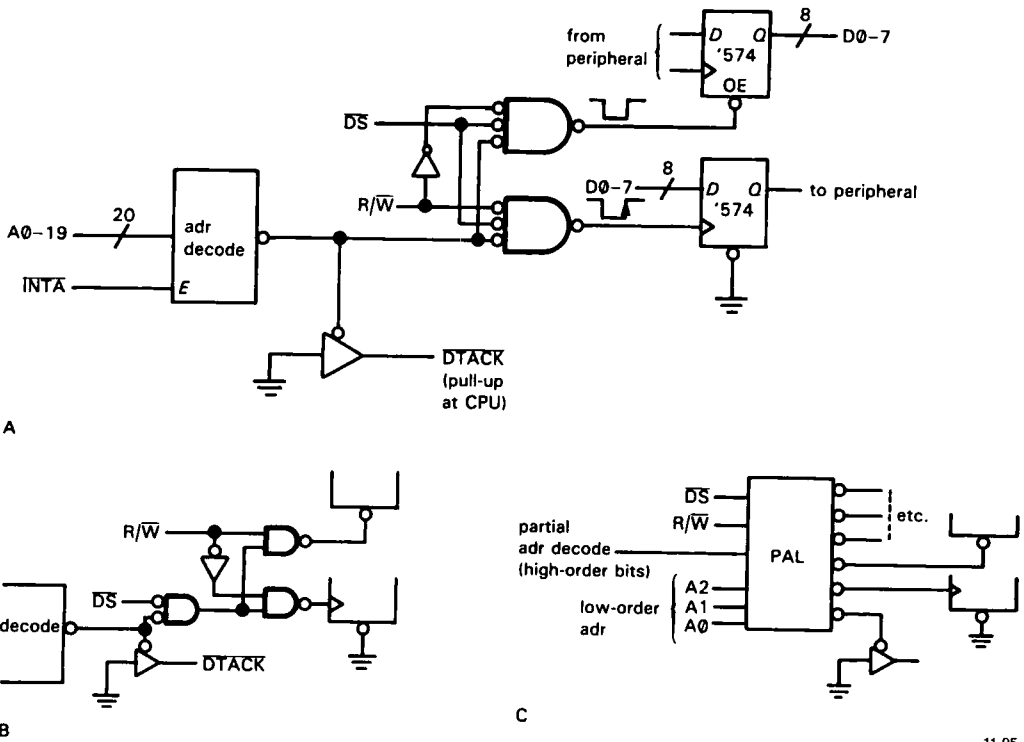 from
peripheral
D Q
'574
OE
8
D0-7
DS
R/W
D0-7
8
D Q
'574
to peripheral
A0-19
20
adr
decode
INTA
E
DTACK
(pull-up
at CPU)
A
R/W
DS
decode
DTACK
B
DS
R/W
partial
adr decode
(high-order bits)
A2
low-order
A1
adr
A0
PAL
etc.
C